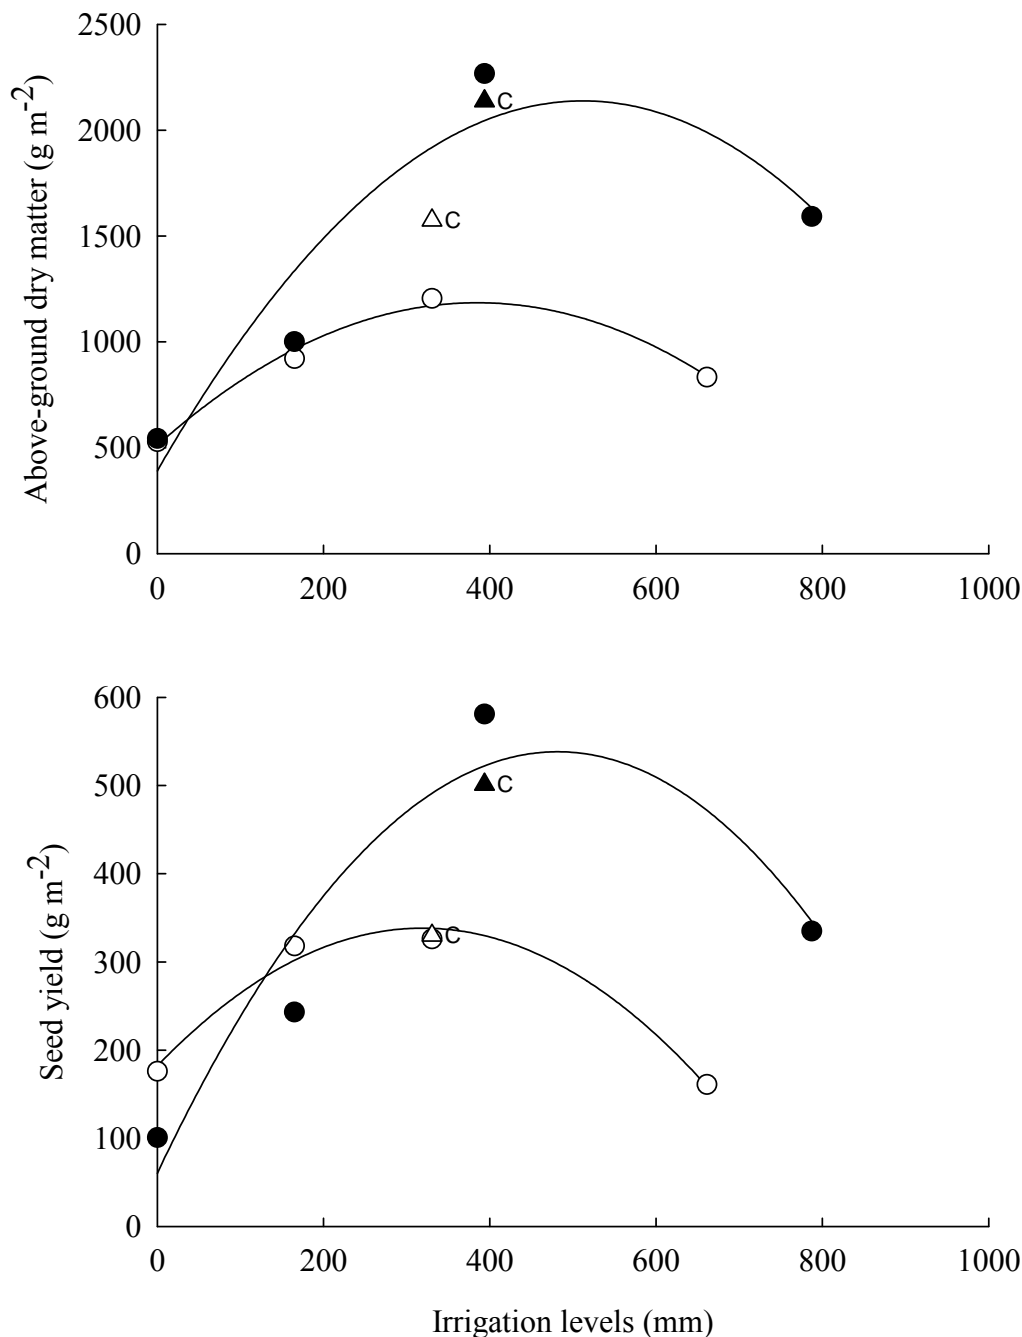 Above-ground dry matter (g m-2)
2500
2000
1500
1000
500
0
C
C
0 200 400 600 800 1000
Seed yield (g m-2)
600
500
400
300
200
100
0
C
C
0 200 400 600 800 1000
Irrigation levels (mm)